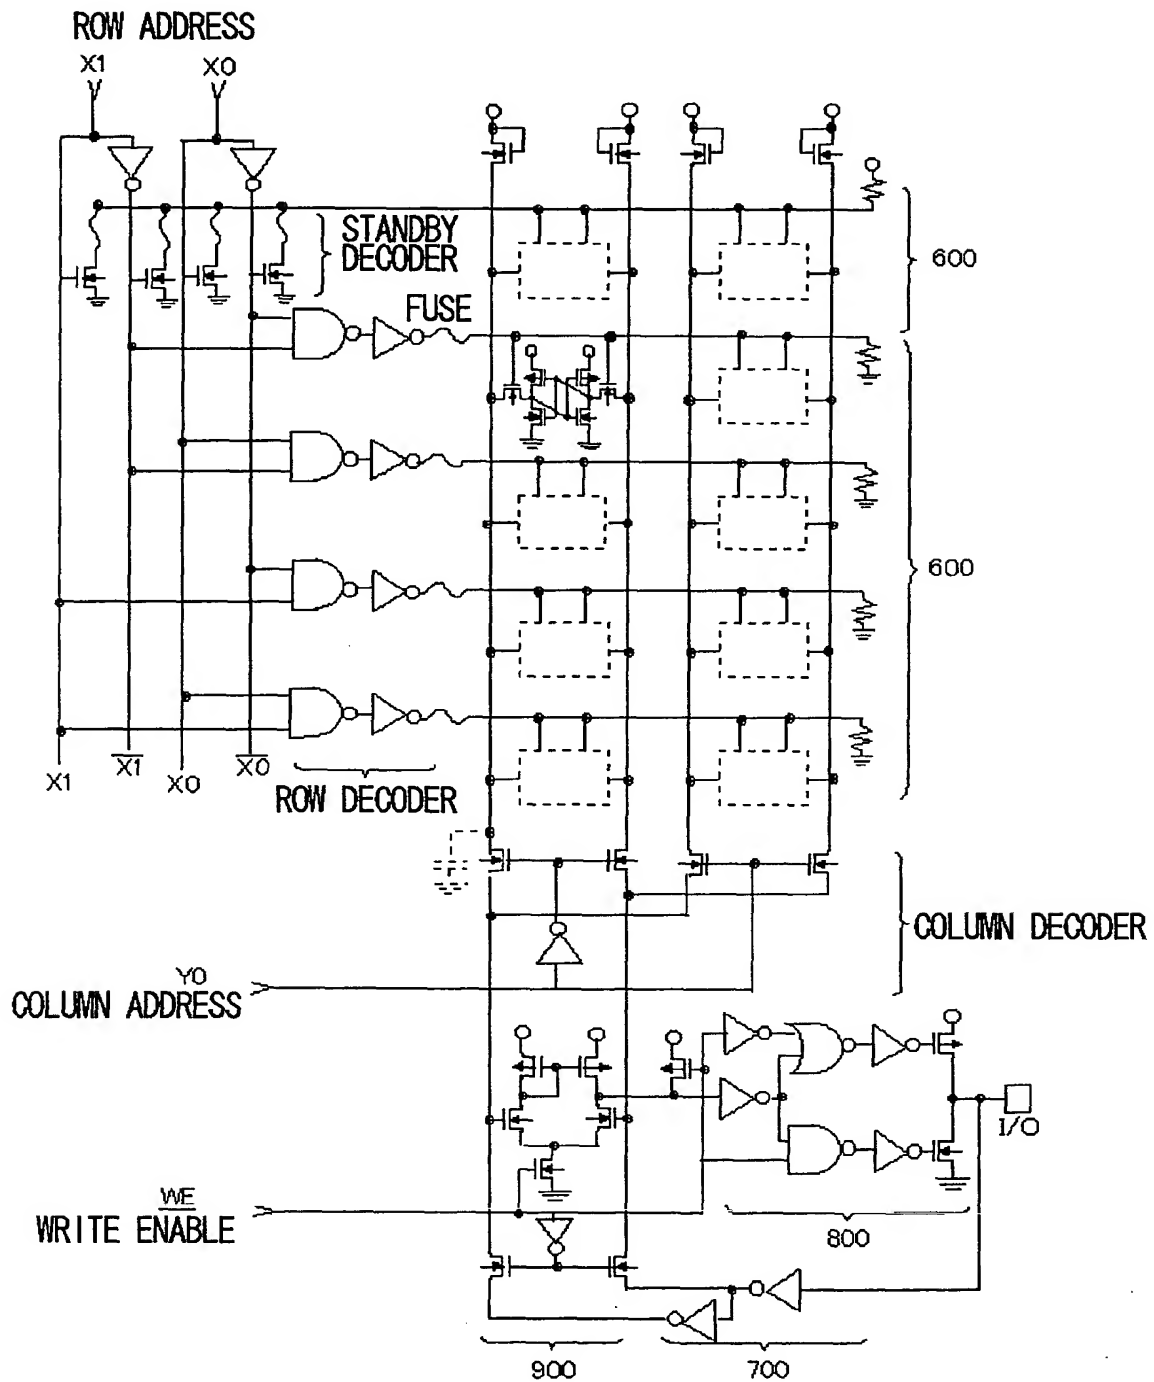 ROW ADDRESS
X1
X0
STANDBY
DECODER
600
FUSE
600
X1
X1
X0
X0
ROW DECODER
COLUMN DECODER
Y0
COLUMN ADDRESS
I/O
WE
WRITE ENABLE
800
900
700